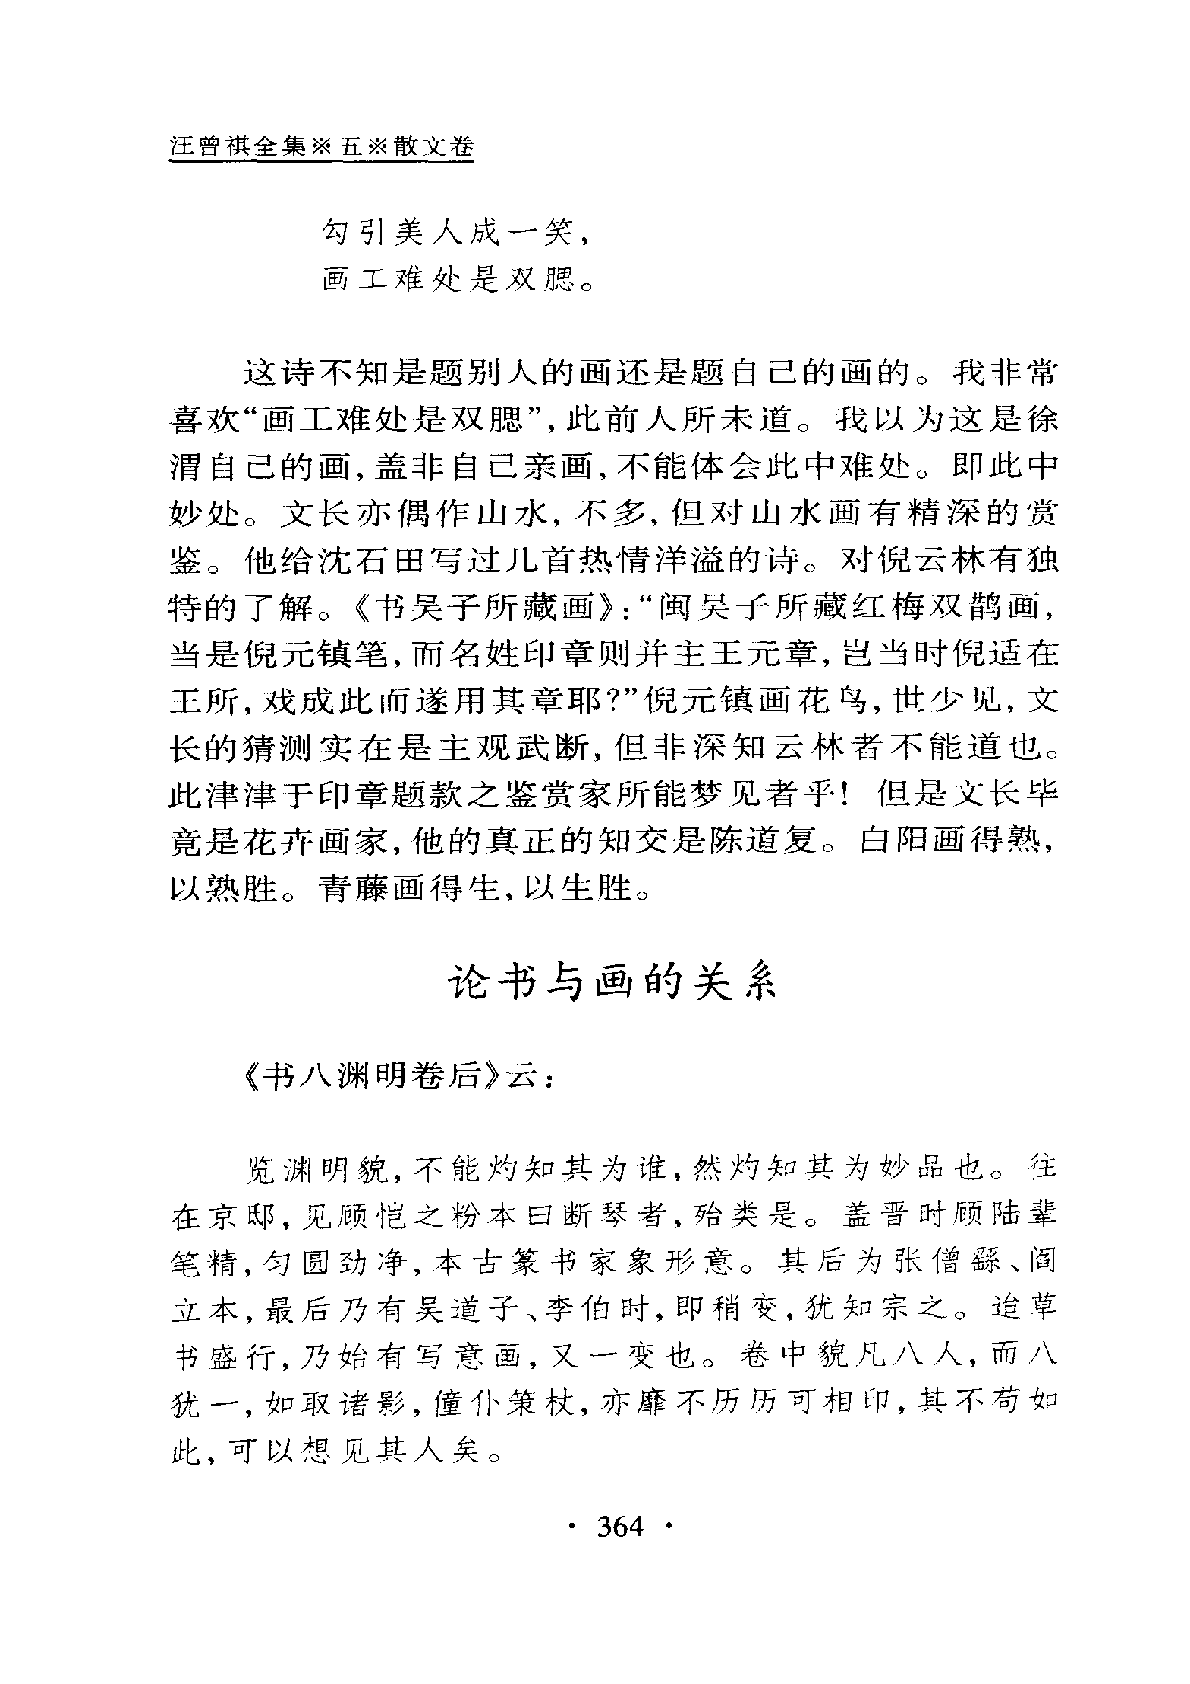 汪曾祺全集※五※散文卷
勾引美人成一笑，
画工难处是双腮。
这诗不知是题别人的画还是题自己的画的。我非常
喜欢“画工难处是双腮”，此前人所未道。我以为这是徐
渭自己的画，盖非自己亲画，不能体会此中难处。即此中
妙处。文长亦偶作山水，不多，但对山水画有精深的赏
鉴。他给沈石田写过几首热情洋溢的诗。对倪云林有独
特的了解。《书吴子所藏画》：“闽吴子所藏红梅双鹊画，
当是倪元镇笔，而名姓印章则并主王元章，岂当时倪适在
王所，戏成此而遂用其章耶？”倪元镇画花鸟，世少见，文
长的猜测实在是主观武断，但非深知云林者不能道也。
此津津于印章题款之鉴赏家所能梦见者乎！但是文长毕
竟是花卉画家，他的真正的知交是陈道复。白阳画得熟，
以熟胜。青藤画得生，以生胜。
论书与画的关系
《书八渊明卷后》云：
览渊明貌，不能灼知其为谁，然灼知其为妙品也。往
在京邸，见顾恺之粉本曰断琴者，殆类是。盖晋时顾陆辈
笔精，匀圆劲净，本古篆书家象形意。其后为张僧繇、阎
立本，最后乃有吴道子、李伯时，即稍变，犹知宗之。迨草
书盛行，乃始有写意画，又一变也。卷中貌凡八人，而八
犹一，如取诸影，僮仆策杖，亦靡不历历可相印，其不苟如
此，可以想见其人矣。
· 364 ·